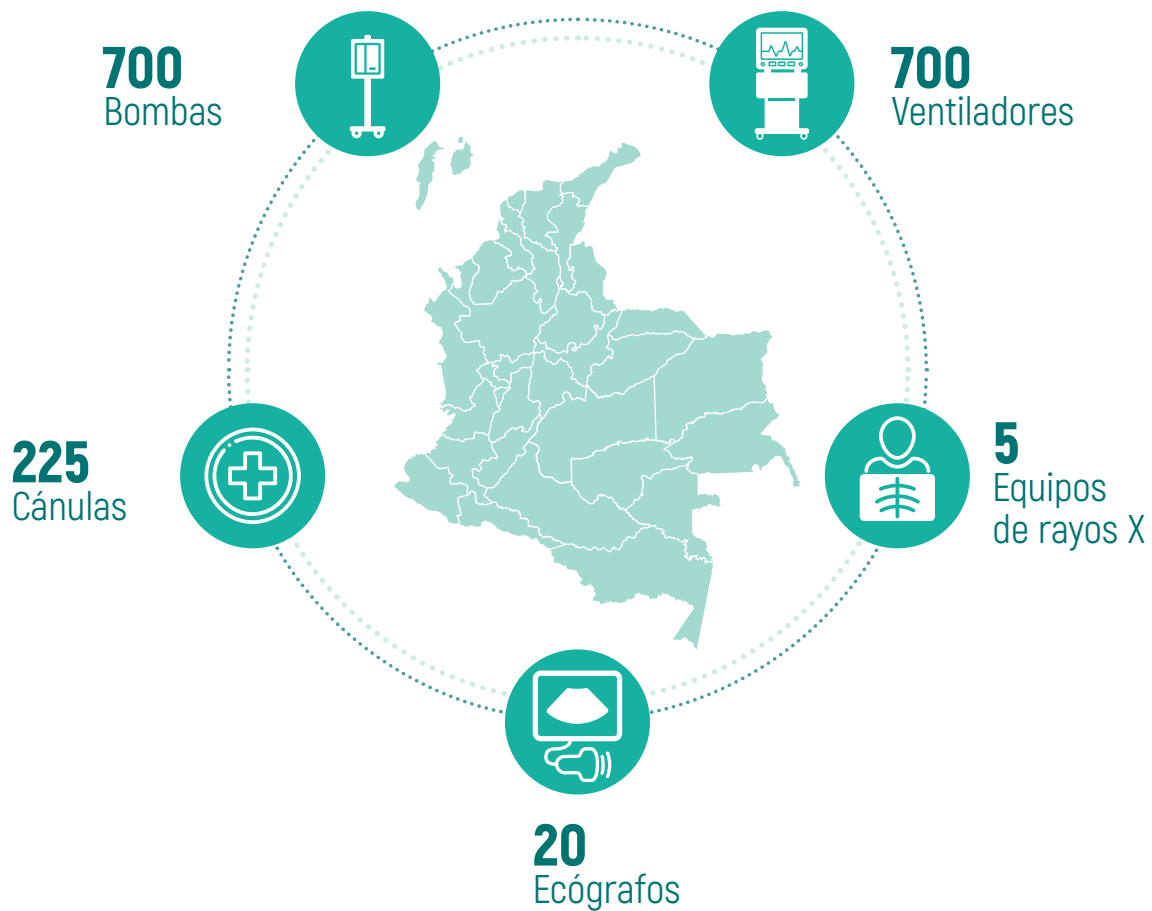 700
Bombas
700
Ventiladores
225
Cánulas
5
Equipos
de rayos X
20
Ecógrafos